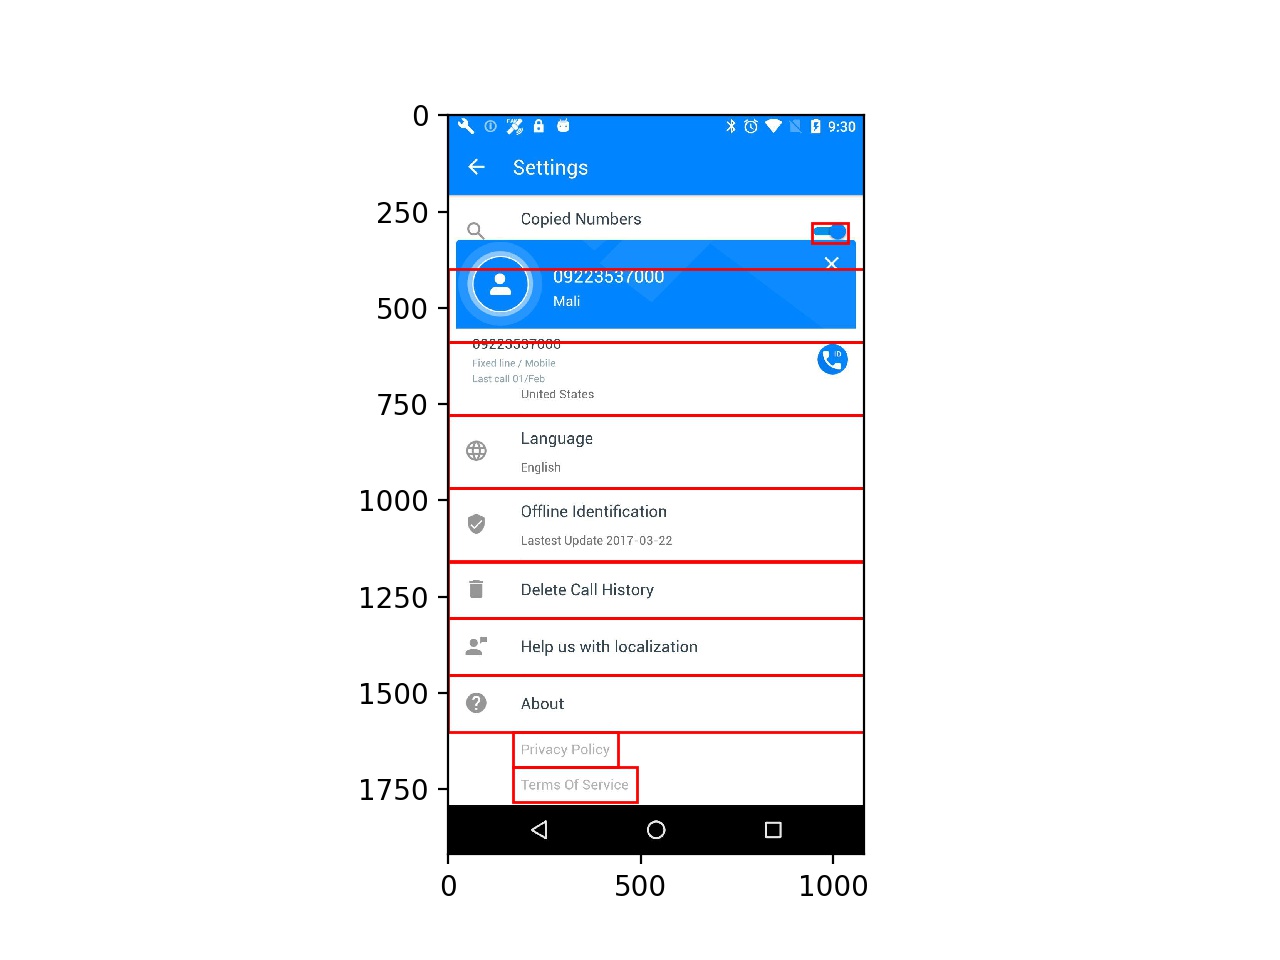 0
9:30
Settings
250
Copied Numbers
09223537000
500
Mali
09223537000
Fixed line / Mobile
ID
Last call 01/Feb
United States
750
Language
English
1000
Offline Identification
Lastest Update 2017-03-22
1250
Delete Call History
Help us with localization
1500
About
Privacy Policy
1750
Terms Of Service
0
500
1000